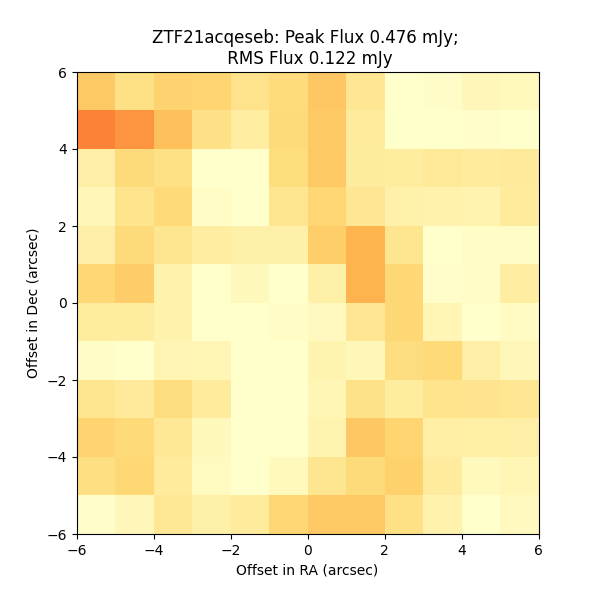 ZTF21acqeseb: Peak Flux 0.476 mJy;
RMS Flux 0.122 mJy
6
4
2
0
−2
−4
−6
Offset in Dec (arcsec)
−6 −4 −2 0 2 4 6
Offset in RA (arcsec)